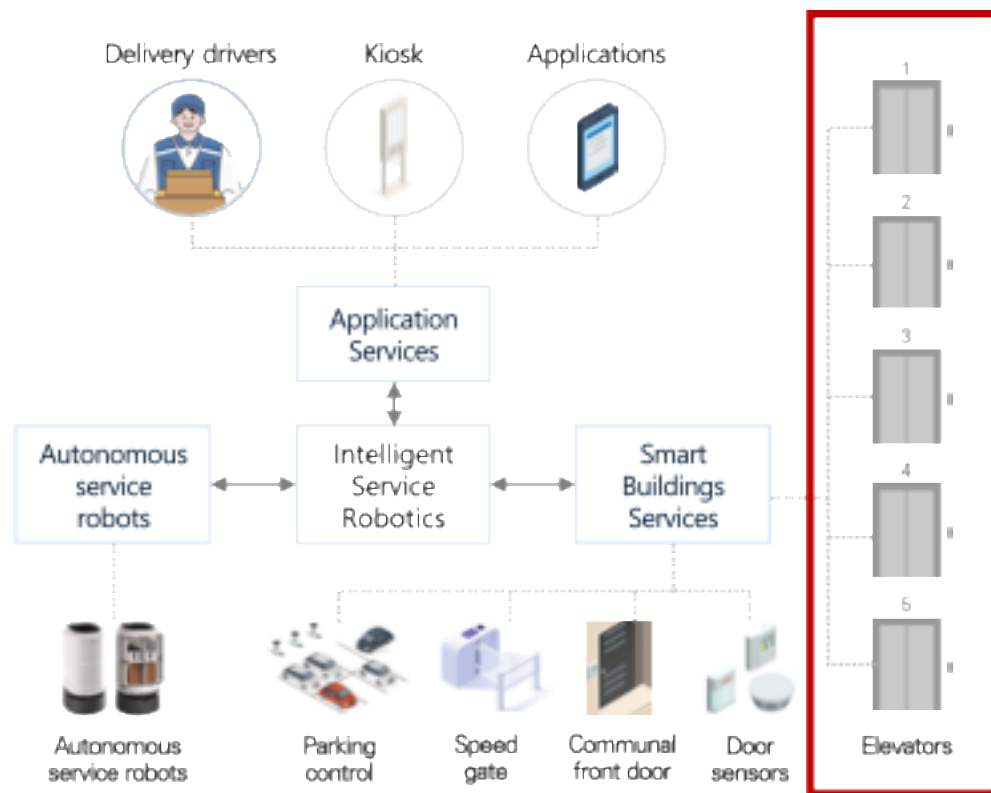 Delivery drivers
Kiosk
Applications
Application
Services
Autonomous
service
robots
Intelligent
Service
Robotics
Smart
Buildings
Services
1
2
3
4
5
Autonomous
service robots
Parking
control
Speed
gate
Communal
front door
Door
sensors
Elevators